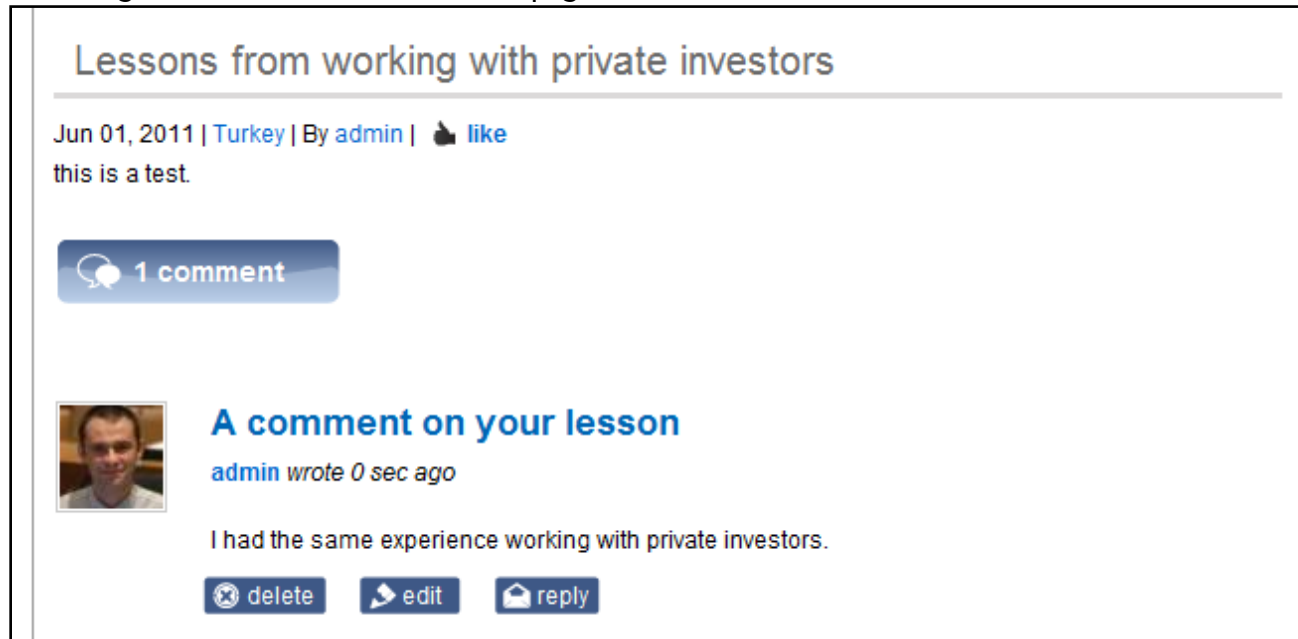 Lessons from working with private investors
Jun 01, 2011 | Turkey | By admin | like
this is a test.
1 comment
A comment on your lesson
admin wrote 0 sec ago
I had the same experience working with private investors.
delete edit reply